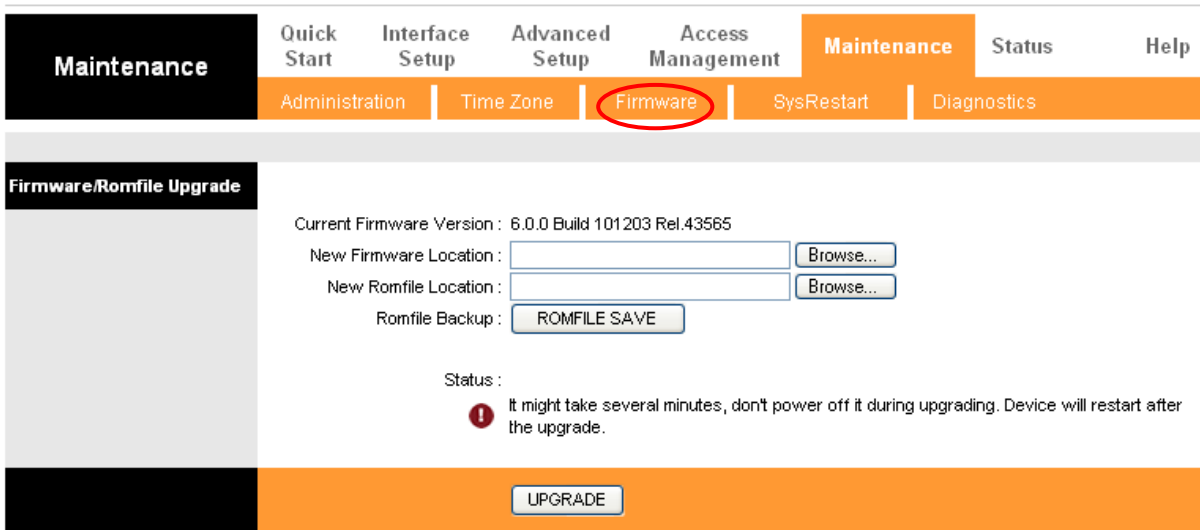 Maintenance
Quick Start
Interface Setup
Advanced Setup
Access Management
Maintenance
Status
Help
Administration
Time Zone
Firmware
SysRestart
Diagnostics
Firmware/Romfile Upgrade
Current Firmware Version : 6.0.0 Build 101203 Rel.43565
New Firmware Location : Browse...
New Romfile Location : Browse...
Romfile Backup : ROMFILE SAVE
Status :
! It might take several minutes, don't power off it during upgrading. Device will restart after
the upgrade.
UPGRADE